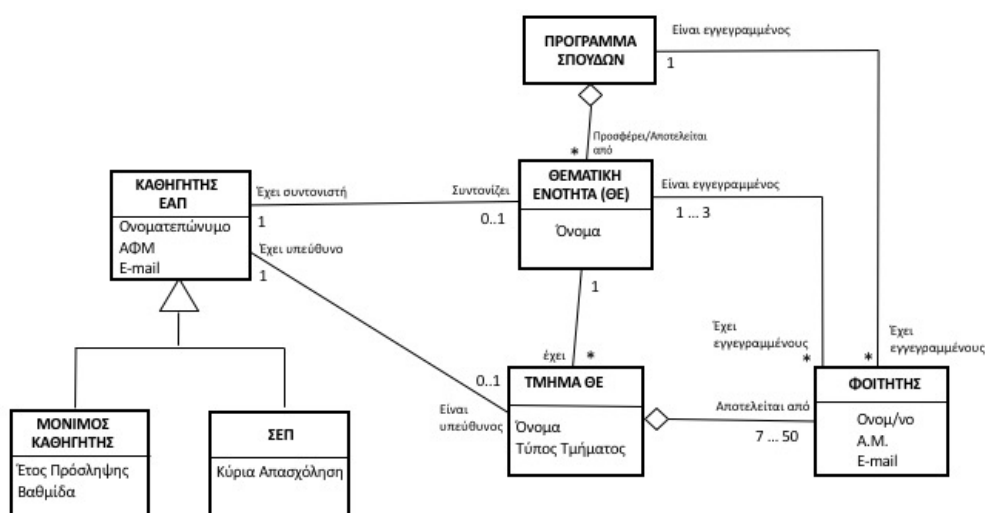 ΠΡΟΓΡΑΜΜΑ
ΣΠΟΥΔΩΝ
Είναι εγγεγραμμένος
1
Προσφέρει/Αποτελείται
από
*
ΚΑΘΗΓΗΤΗΣ
ΕΑΠ
Ονοματεπώνυμο
ΑΦΜ
E-mail
Έχει συντονιστή
1
Συντονίζει
0..1
ΘΕΜΑΤΙΚΗ
ΕΝΟΤΗΤΑ (ΘΕ)
Όνομα
Είναι εγγεγραμμένος
1 ... 3
Έχει υπεύθυνο
1
1
έχει
*
Έχει
εγγεγραμμένους
*
Έχει
εγγεγραμμένους
*
0..1
Είναι
υπεύθυνος
ΤΜΗΜΑ ΘΕ
Όνομα
Τύπος Τμήματος
Αποτελείται από
7 ... 50
ΦΟΙΤΗΤΗΣ
Ονομ/νο
Α.Μ.
E-mail
ΜΟΝΙΜΟΣ
ΚΑΘΗΓΗΤΗΣ
Έτος Πρόσληψης
Βαθμίδα
ΣΕΠ
Κύρια Απασχόληση